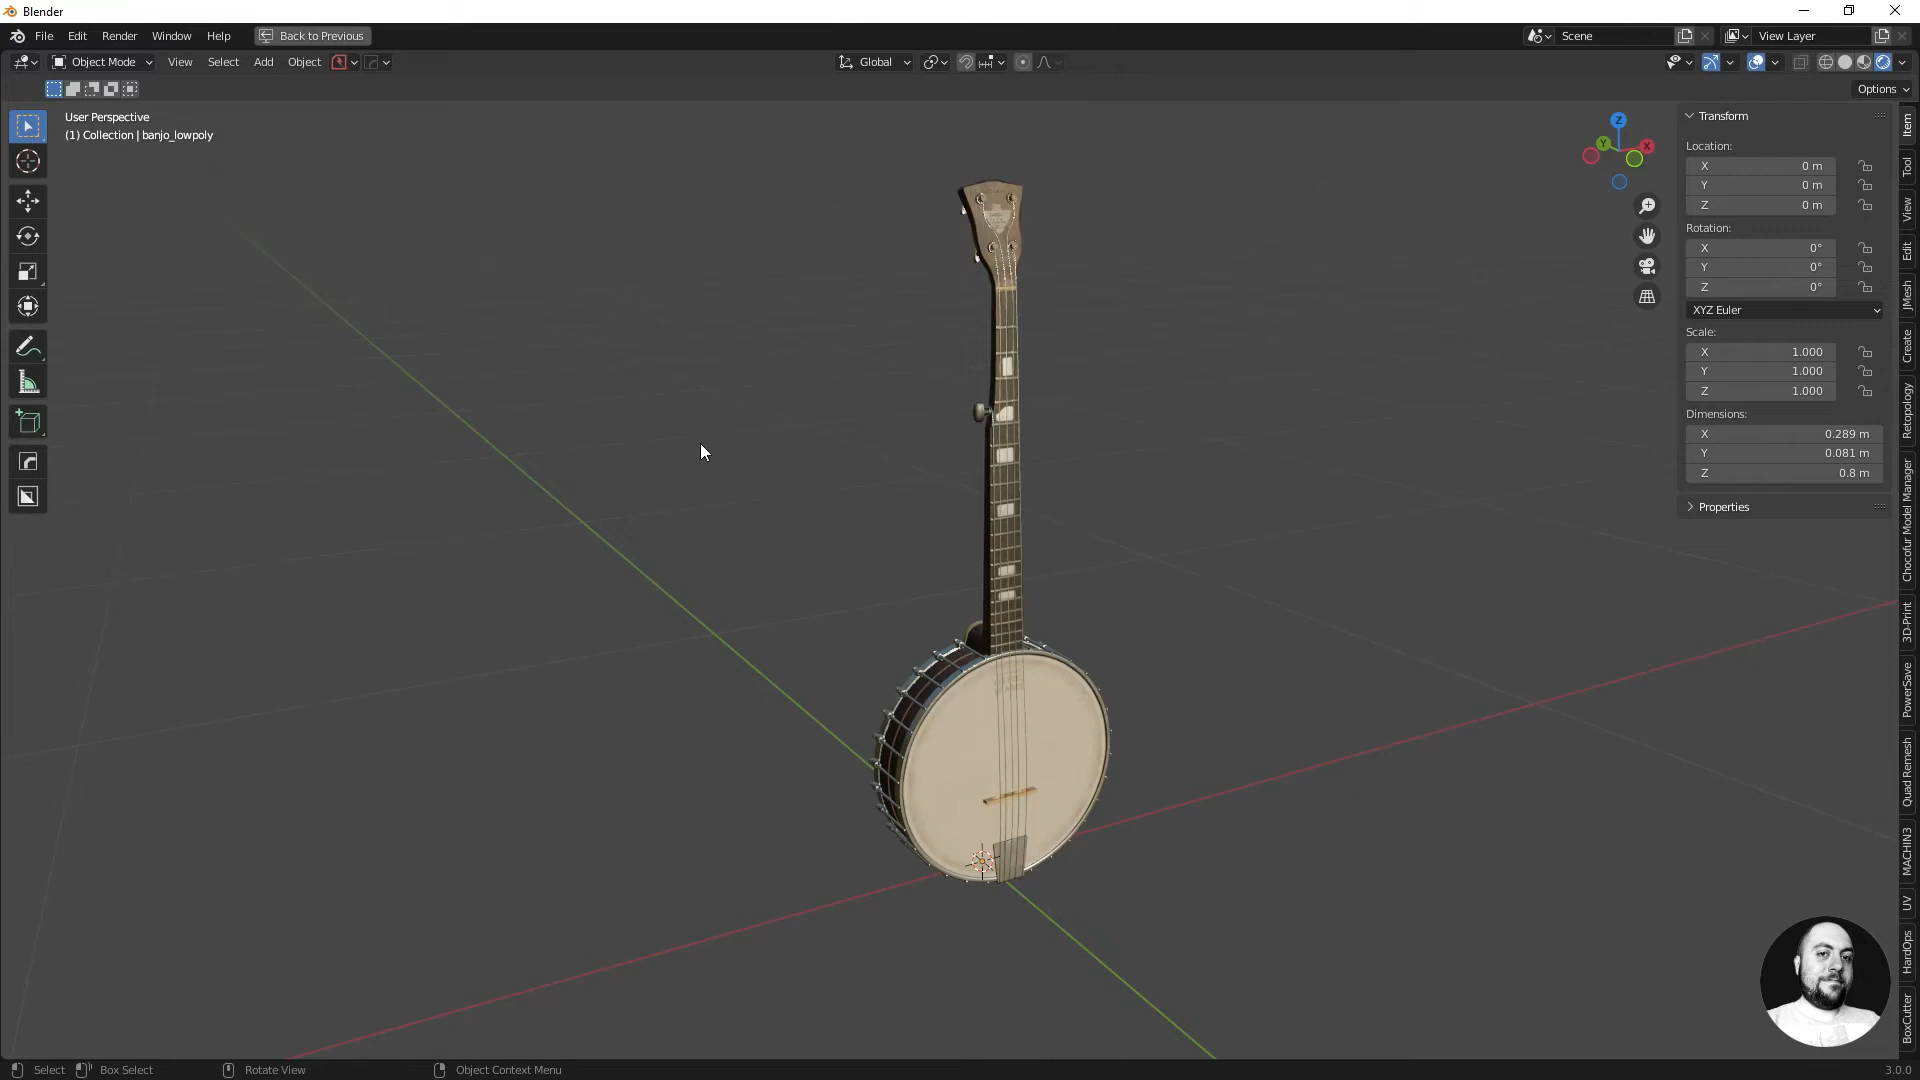 Blender
File Edit Render Window Help Back to Previous Scene View Layer
Object Mode View Select Add Object Global
Options
User Perspective
(1) Collection | banjo_lowpoly
Z
Y
X
Transform
Location:
X 0 m
Y 0 m
Z 0 m
Rotation:
X 0°
Y 0°
Z 0°
XYZ Euler
Scale:
X 1.000
Y 1.000
Z 1.000
Dimensions:
X 0.289 m
Y 0.081 m
Z 0.8 m
Properties
Item
Tool
View
Edit
JMesh
Create
Retopology
Chocofur Model Manager
3D-Print
PowerSave
Quad Remesh
MACHIN3
UV
HardOps
BoxCutter
Select Box Select Rotate View Object Context Menu 3.0.0